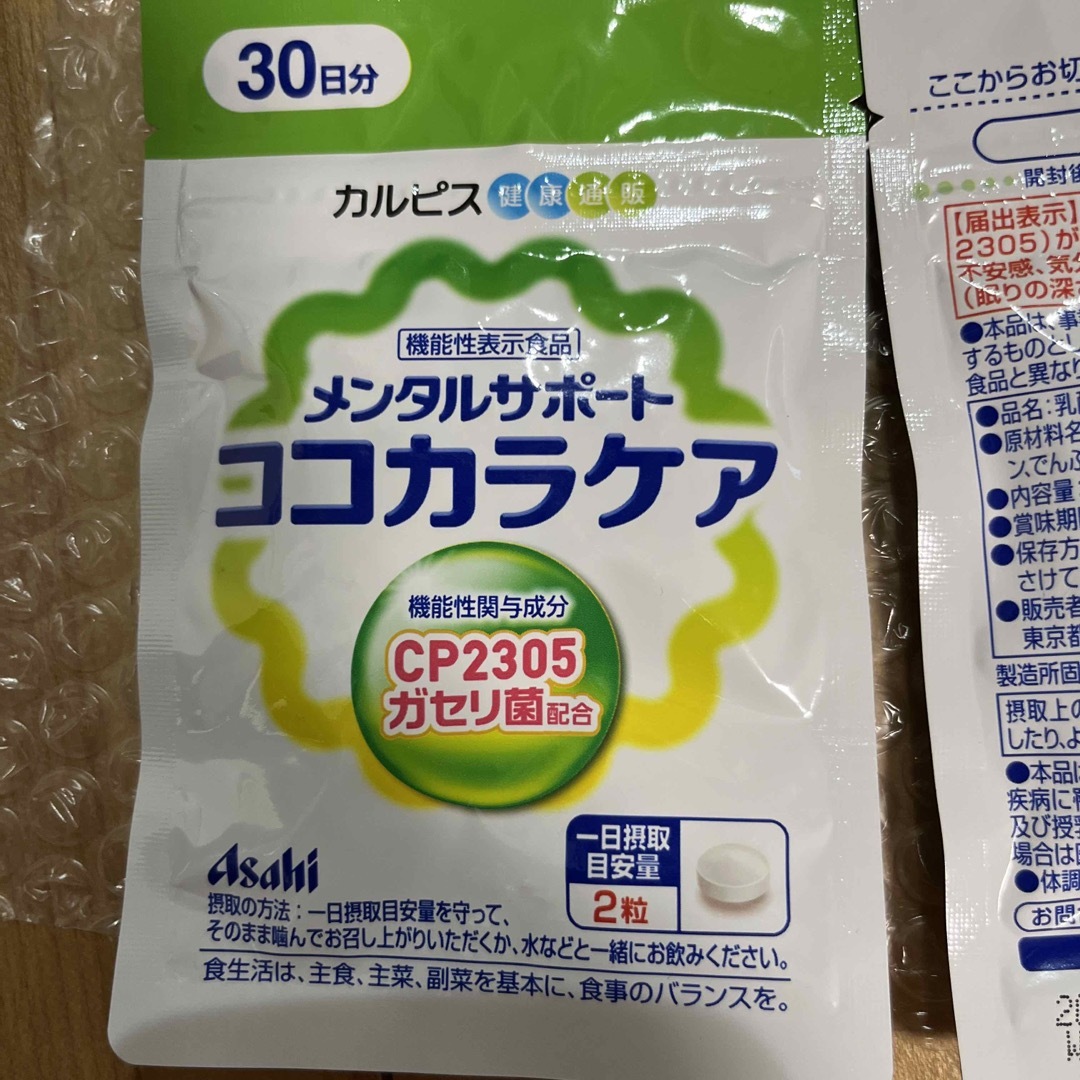 30日分
カルピス健康通販
機能性表示食品
メンタルサポート
ココカラケア
機能性関与成分
CP2305
ガセリ菌配合
Asahi
一日摂取
目安量
2粒
摂取の方法：一日摂取目安量を守って、
そのまま噛んでお召し上がりいただくか、水などと一緒にお飲みください。
食生活は、主食、主菜、副菜を基本に、食事のバランスを。
ここからお切
開封後
【届出表示】
2305)が
不安感、気分
(眠りの深
●本品は、事
するものとし
食品と異なり
●品名:乳
●原材料名
ン、でんぷ
●内容量
●賞味期
●保存方
さけて
●販売者
東京都
製造所固
摂取上の
したり、よ
●本品は
疾病に
及び授乳
場合は
●体調
お問
20